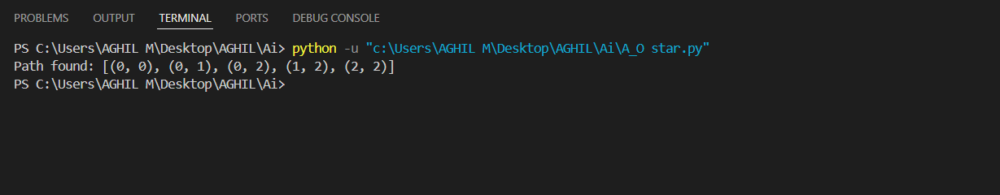 PROBLEMS OUTPUT TERMINAL PORTS DEBUG CONSOLE
PS C:\Users\AGHIL M\Desktop\AGHIL\Ai> python -u "c:\Users\AGHIL M\Desktop\AGHIL\Ai\A_O star.py"
Path found: [(0, 0), (0, 1), (0, 2), (1, 2), (2, 2)]
PS C:\Users\AGHIL M\Desktop\AGHIL\Ai>